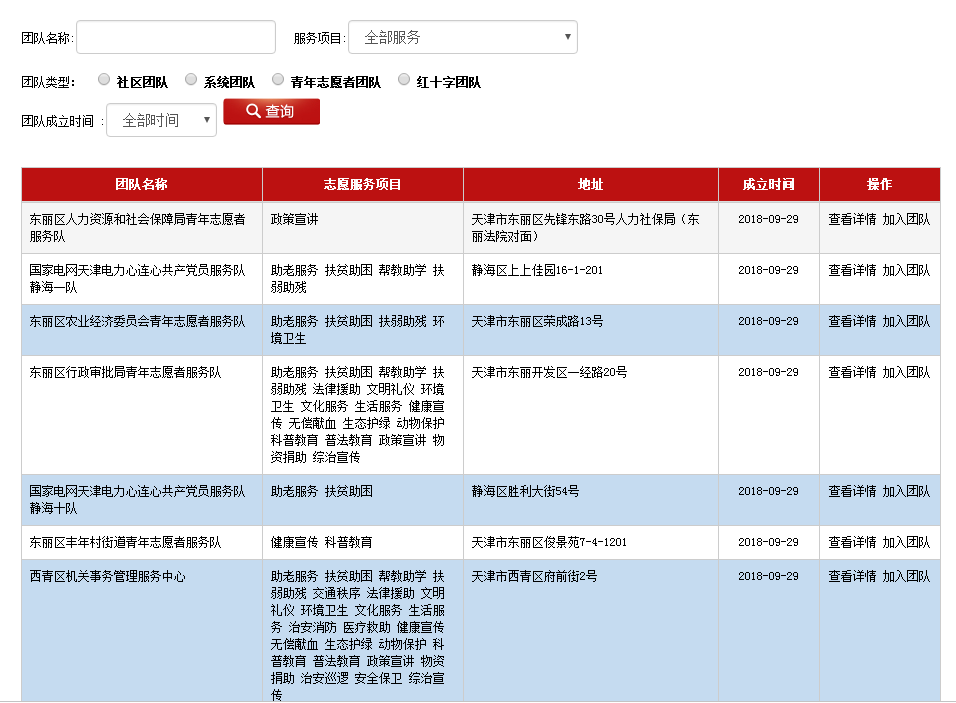 团队名称: 服务项目: 全部服务
团队类型: 社区团队 系统团队 青年志愿者团队 红十字团队
团队成立时间 : 全部时间 查询
团队名称 志愿服务项目 地址 成立时间 操作
东丽区人力资源和社会保障局青年志愿者 政策宣讲 天津市东丽区先锋东路30号人力社保局（东 2018-09-29 查看详情 加入团队
服务队 丽法院对面）
国家电网天津电力心连心共产党员服务队 助老服务 扶贫助困 帮教助学 扶 静海区上上佳园16-1-201 2018-09-29 查看详情 加入团队
静海一队 弱助残
东丽区农业经济委员会青年志愿者服务队 助老服务 扶贫助困 扶弱助残 环 天津市东丽区荣成路13号 2018-09-29 查看详情 加入团队
境卫生
东丽区行政审批局青年志愿者服务队 助老服务 扶贫助困 帮教助学 扶 天津市东丽开发区一经路20号 2018-09-29 查看详情 加入团队
弱助残 法律援助 文明礼仪 环境
卫生 文化服务 生活服务 健康宣
传 无偿献血 生态护绿 动物保护
科普教育 普法教育 政策宣讲 物
资捐助 综治宣传
国家电网天津电力心连心共产党员服务队 助老服务 扶贫助困 静海区胜利大街54号 2018-09-29 查看详情 加入团队
静海十队
东丽区丰年村街道青年志愿者服务队 健康宣传 科普教育 天津市东丽区俊景苑7-4-1201 2018-09-29 查看详情 加入团队
西青区机关事务管理服务中心 助老服务 扶贫助困 帮教助学 扶 天津市西青区府前街2号 2018-09-29 查看详情 加入团队
弱助残 交通秩序 法律援助 文明
礼仪 环境卫生 文化服务 生活服
务 治安消防 医疗救助 健康宣传
无偿献血 生态护绿 动物保护 科
普教育 普法教育 政策宣讲 物资
捐助 治安巡逻 安全保卫 综治宣
传